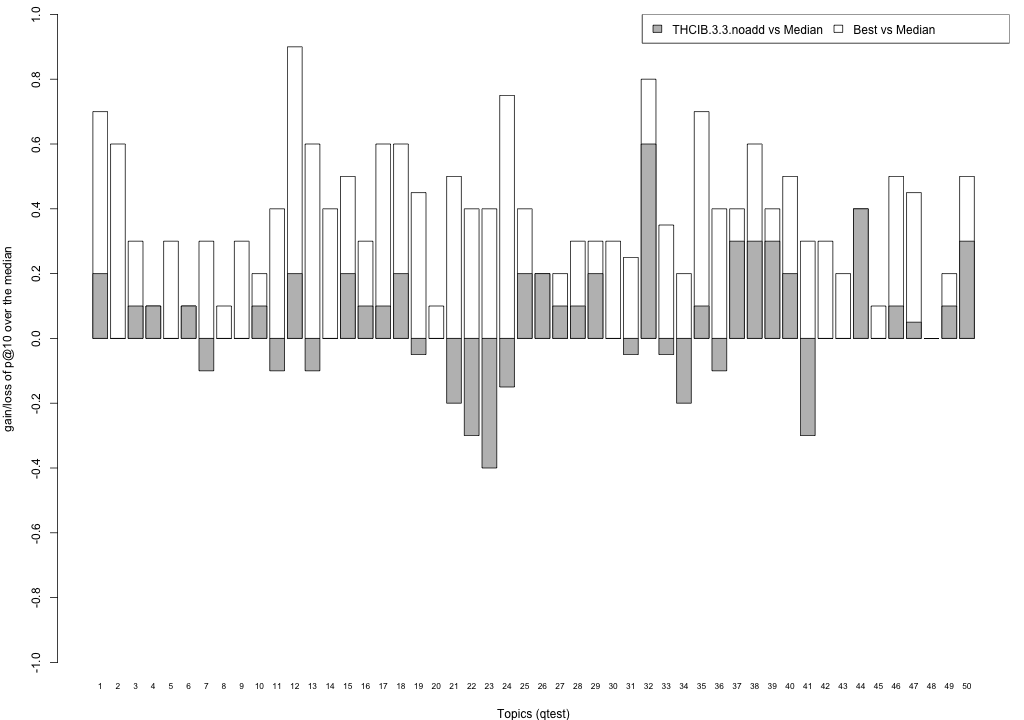 THCIB.3.3.noadd vs Median Best vs Median
1.0
0.8
0.6
0.4
0.2
0.0
-0.2
-0.4
-0.6
-0.8
-1.0
gain/loss of p@10 over the median
1 2 3 4 5 6 7 8 9 10 11 12 13 14 15 16 17 18 19 20 21 22 23 24 25 26 27 28 29 30 31 32 33 34 35 36 37 38 39 40 41 42 43 44 45 46 47 48 49 50
Topics (qtest)